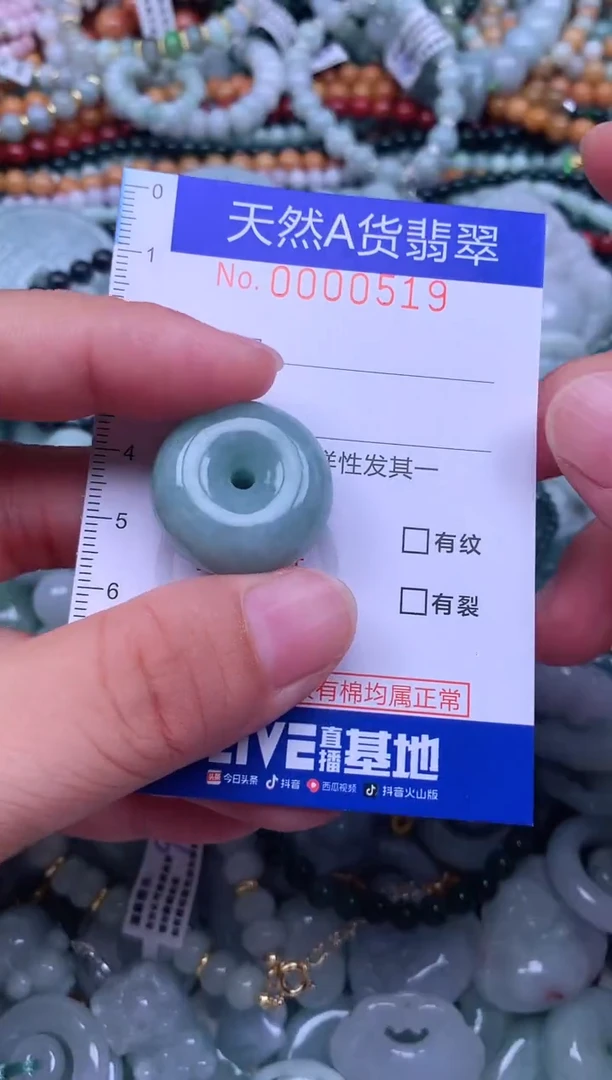 0
天然A货翡翠
1
No. 0000519
4
样性发其一
5
有纹
6
有裂
有棉均属正常
LIVE直播基地
头条 今日头条 抖音 西瓜视频 抖音火山版